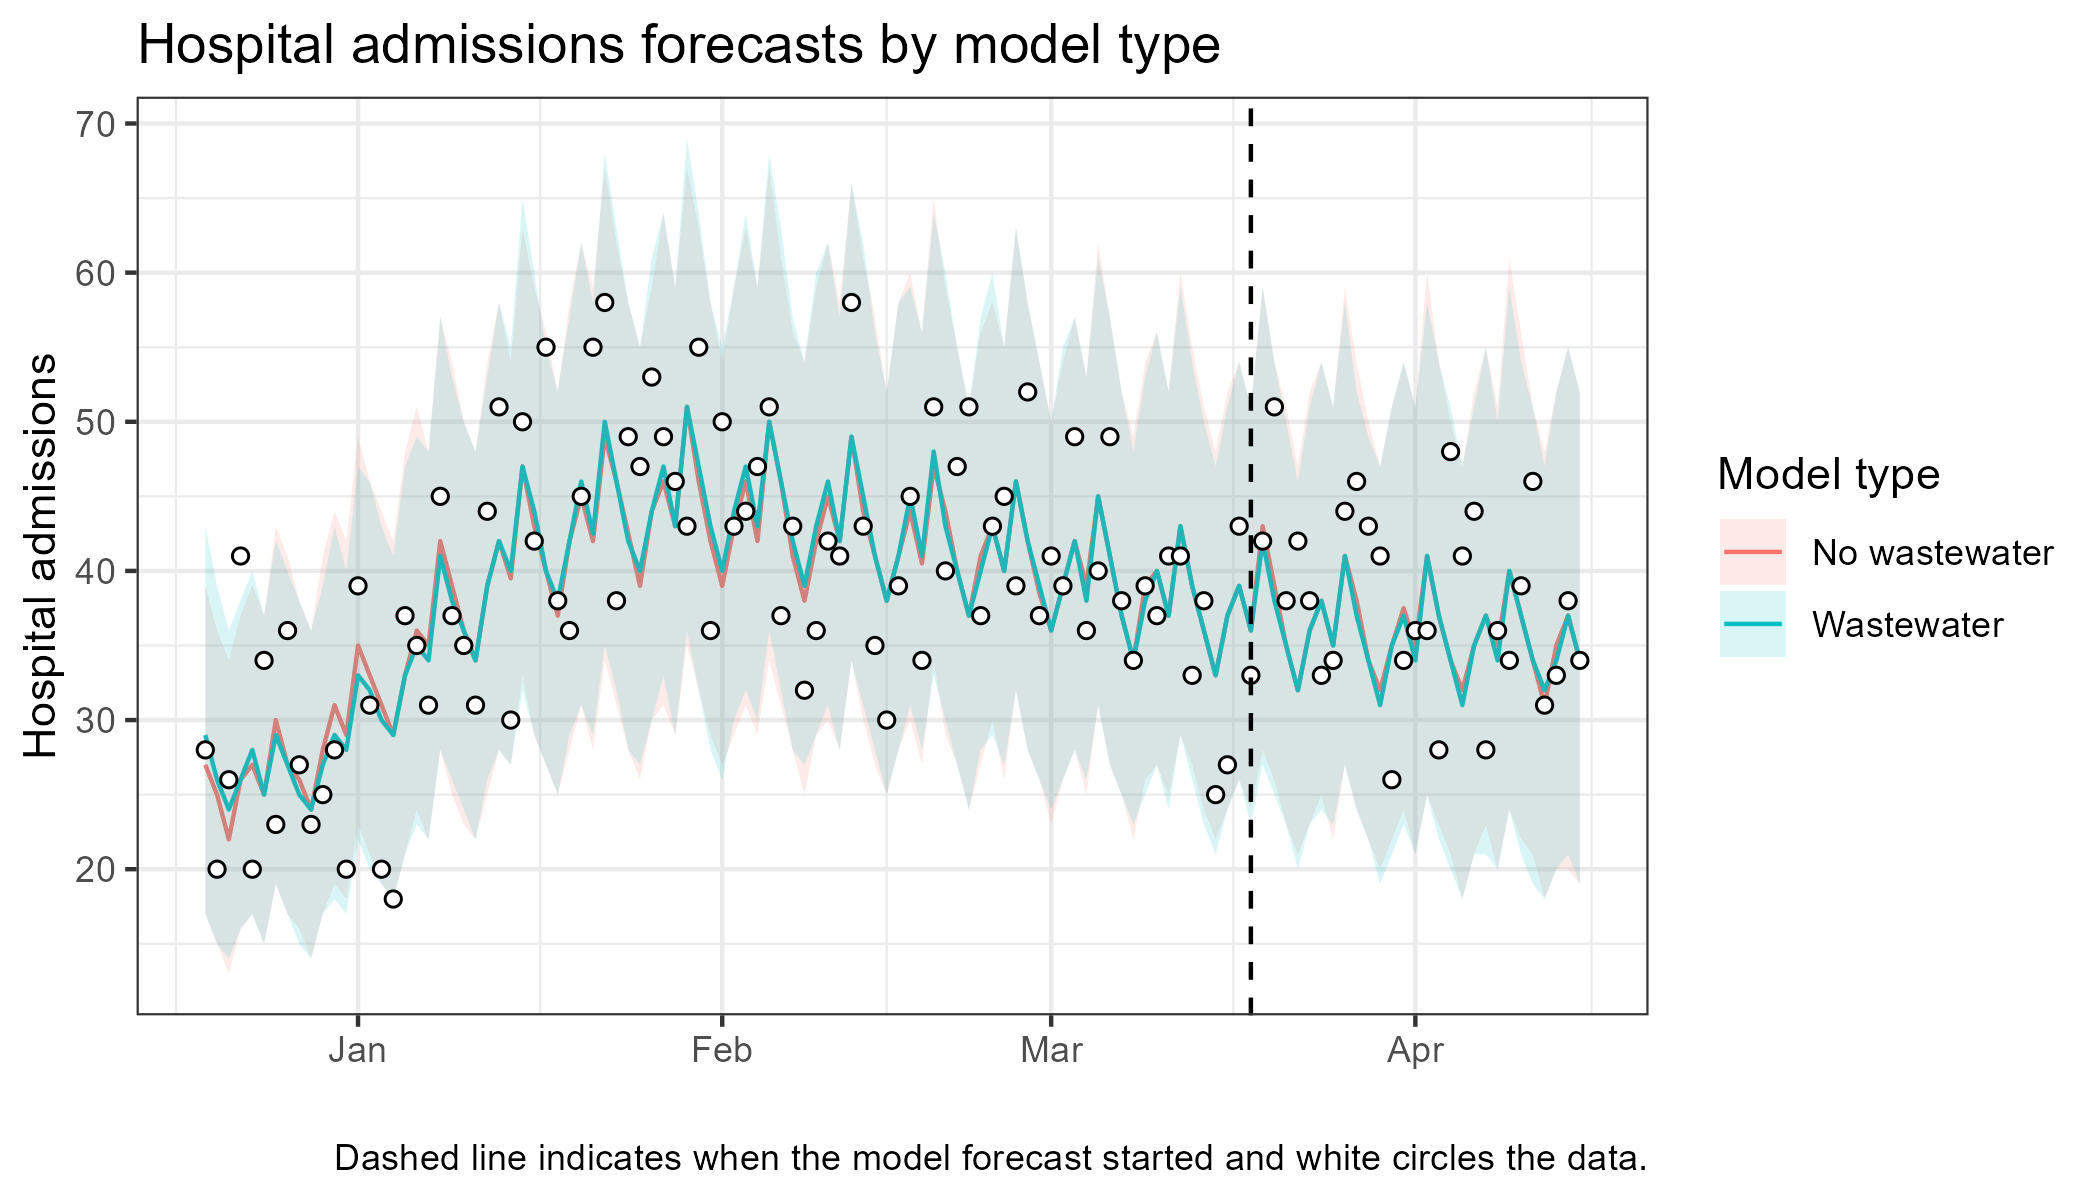 Hospital admissions forecasts by model type
Hospital admissions
70
60
50
40
30
20
Jan Feb Mar Apr
Model type
No wastewater
Wastewater
Dashed line indicates when the model forecast started and white circles the data.